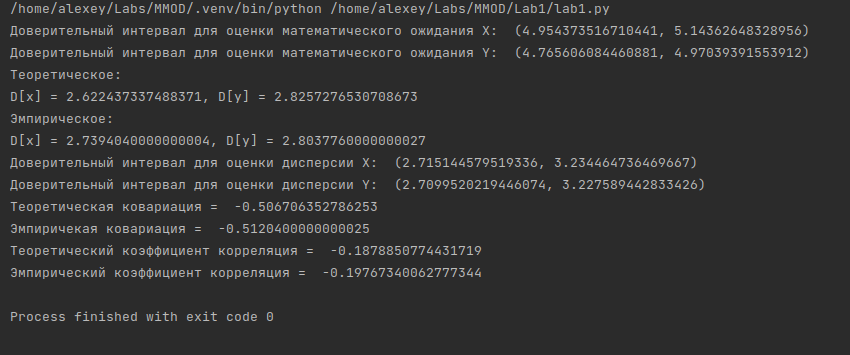 /home/alexey/Labs/MMOD/.venv/bin/python /home/alexey/Labs/MMOD/Lab1/lab1.py
Доверительный интервал для оценки математического ожидания X:  (4.954373516710441, 5.14362648328956)
Доверительный интервал для оценки математического ожидания Y:  (4.765606084460881, 4.97039391553912)
Теоретическое:
D[x] = 2.622437337488371, D[y] = 2.8257276530708673
Эмпирическое:
D[x] = 2.7394040000000004, D[y] = 2.8037760000000027
Доверительный интервал для оценки дисперсии X:  (2.715144579519336, 3.234464736469667)
Доверительный интервал для оценки дисперсии Y:  (2.7099520219446074, 3.227589442833426)
Теоретическая ковариация =  -0.506706352786253
Эмпиричекая ковариация =  -0.5120400000000025
Теоретический коэффициент корреляция =  -0.1878850774431719
Эмпирический коэффициент корреляция =  -0.19767340062777344
Process finished with exit code 0